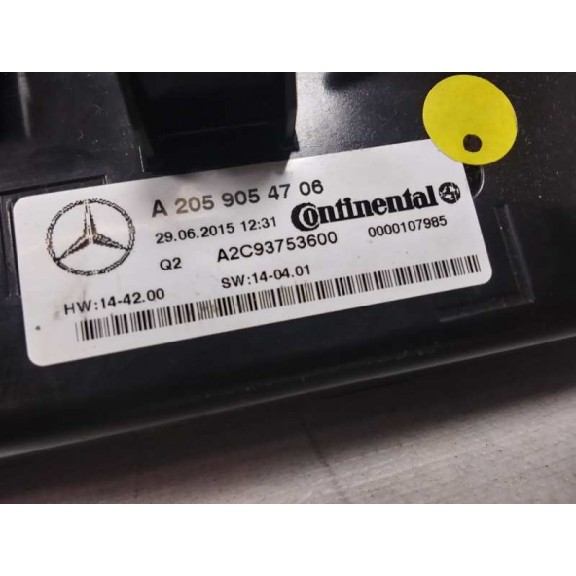 A 205 905 47 06
29.06.2015 12:31
Continental
Q2 A2C93753600 0000107985
HW:14-42.00 SW:14-04.01